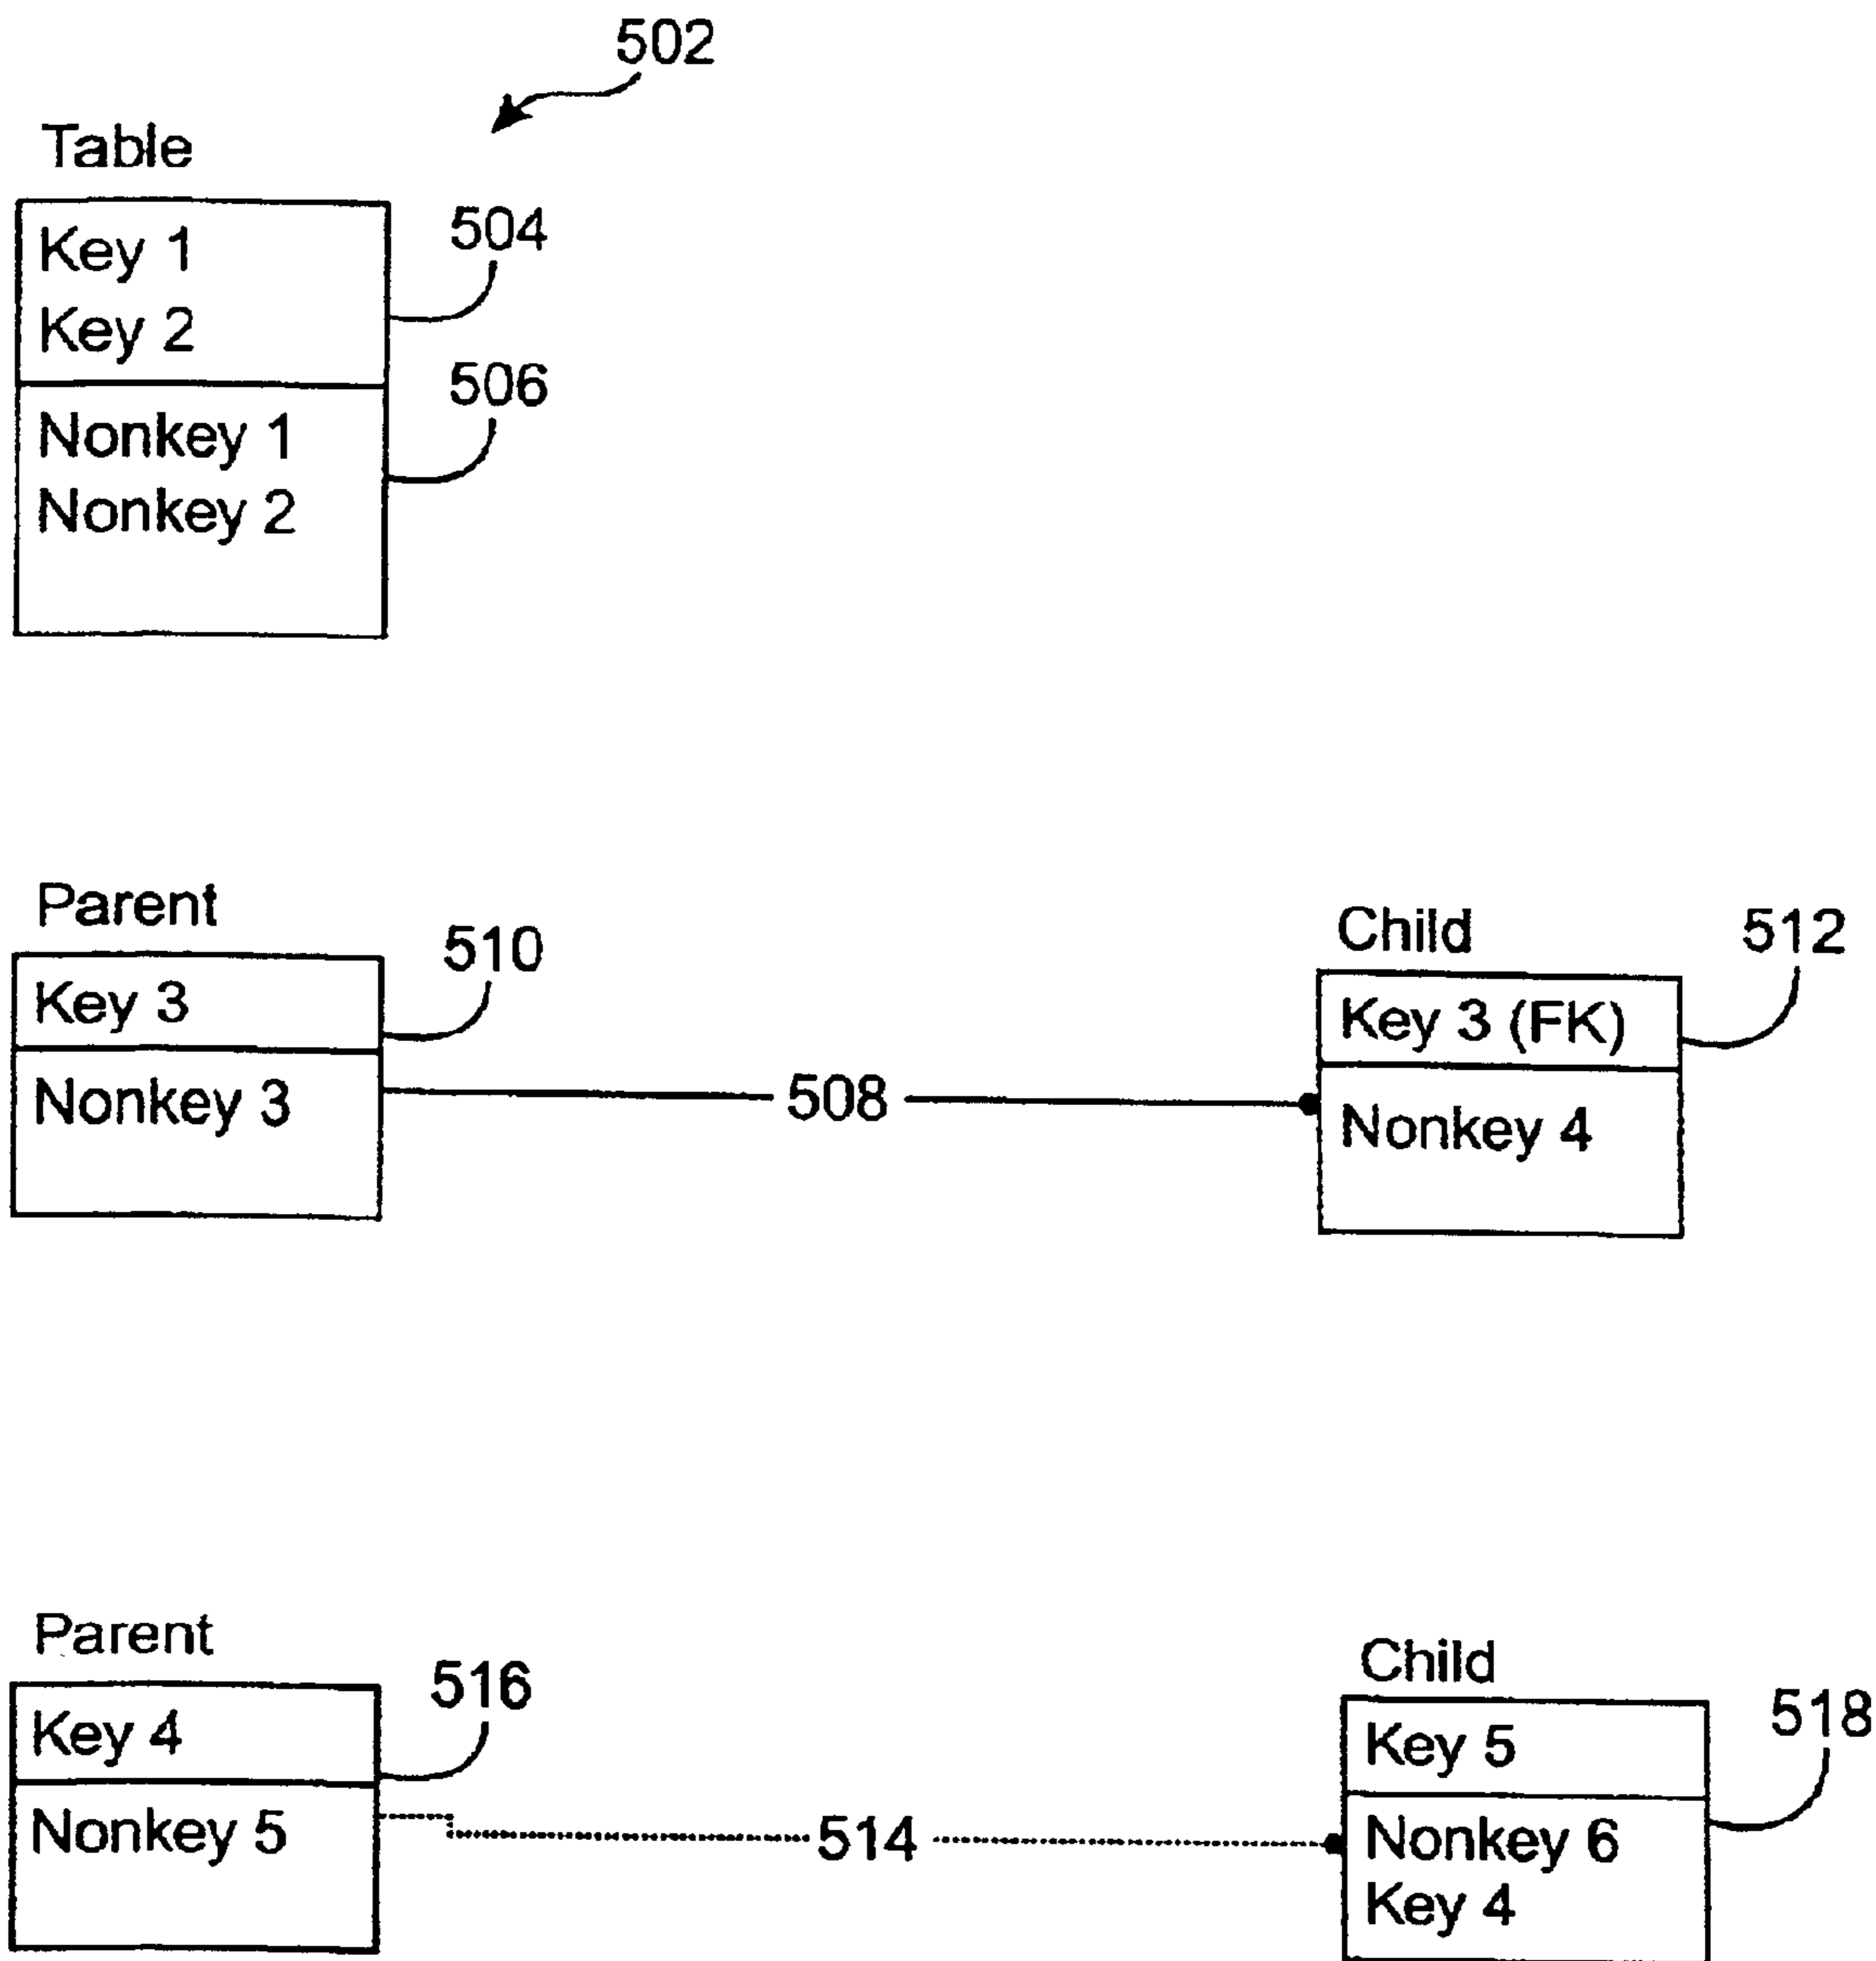 502
Table
Key 1
Key 2
504
Nonkey 1
Nonkey 2
506
Parent
Key 3
Nonkey 3
510
508
Child
Key 3 (FK)
Nonkey 4
512
Parent
Key 4
Nonkey 5
516
514
Child
Key 5
Nonkey 6
Key 4
518